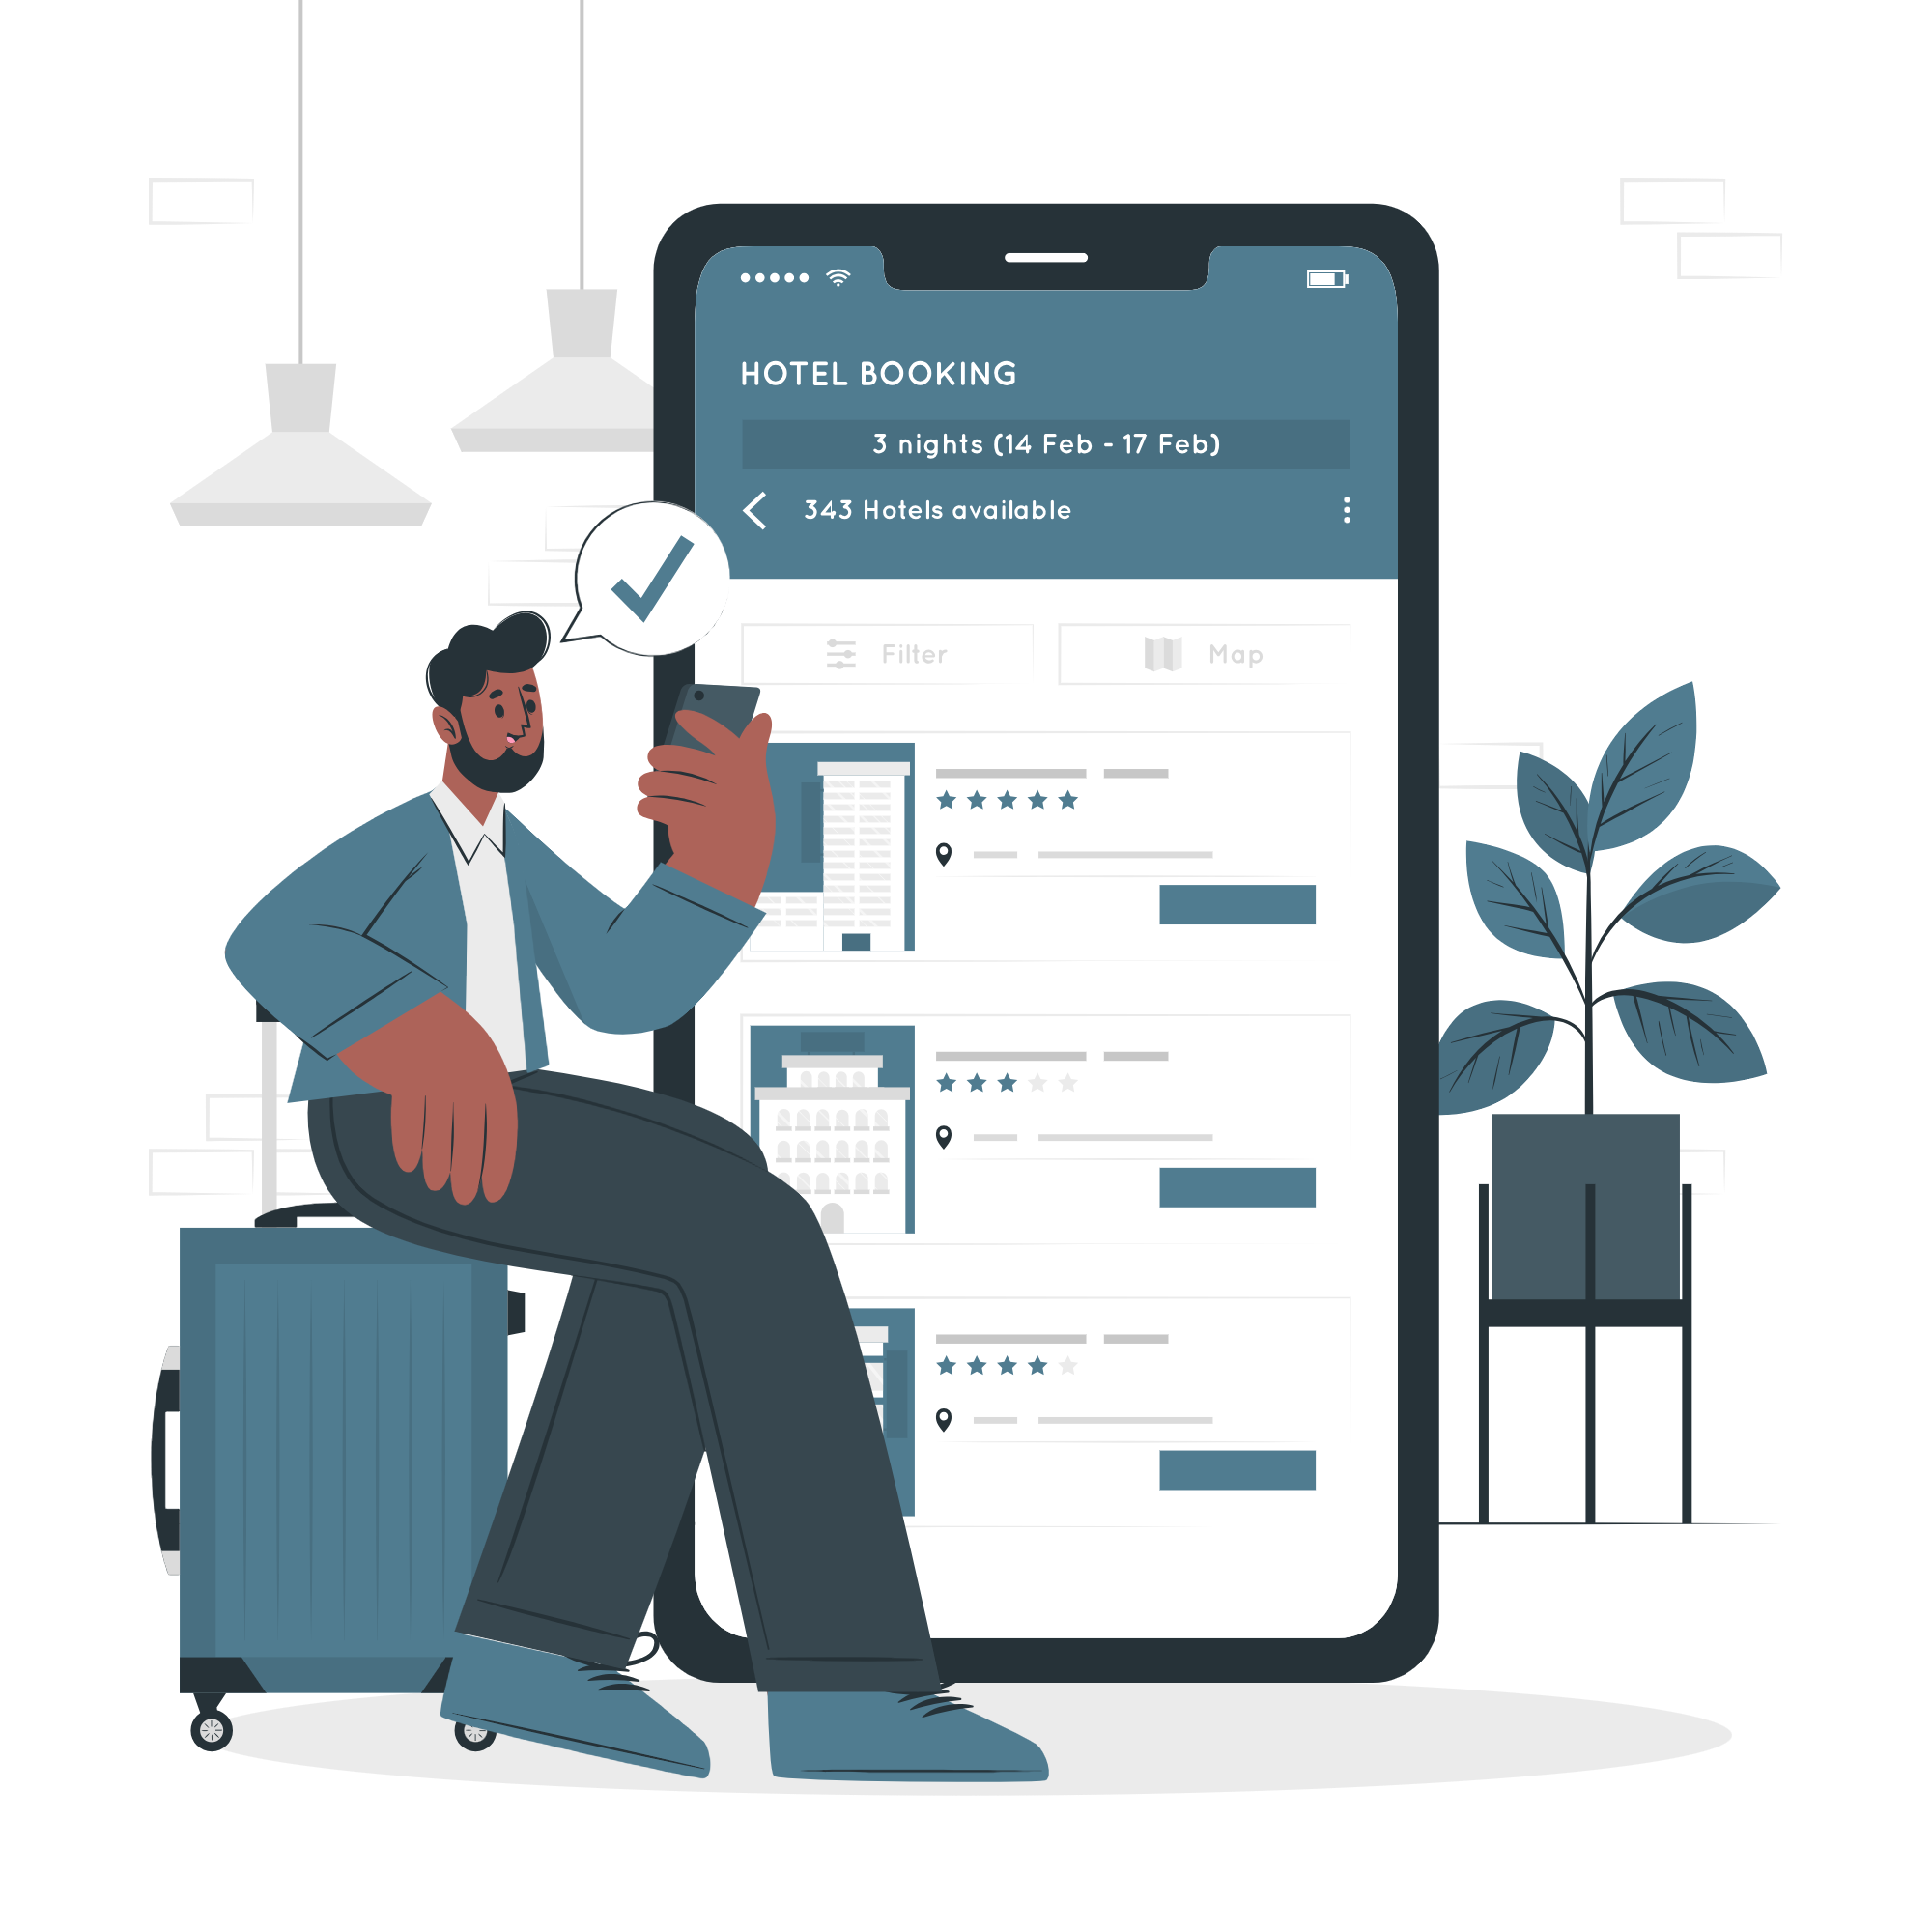 HOTEL BOOKING
3 nights (14 Feb - 17 Feb)
343 Hotels available
Filter
Map